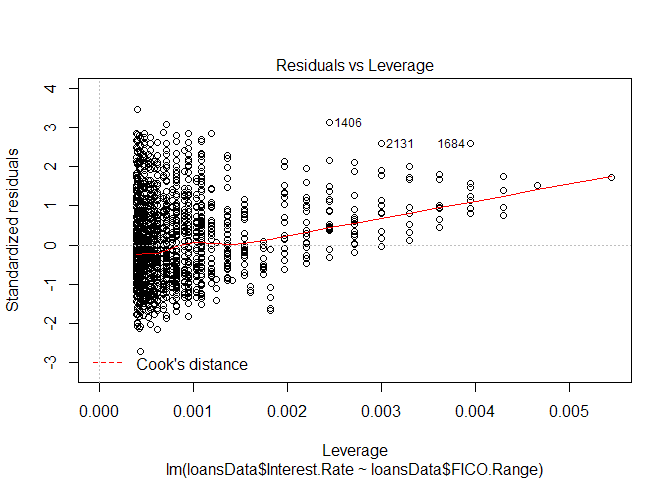 Residuals vs Leverage
Standardized residuals
4
3
2
1
0
-1
-2
-3
1406
2131
1684
Cook's distance
0.000 0.001 0.002 0.003 0.004 0.005
Leverage
lm(loansData$Interest.Rate ~ loansData$FICO.Range)